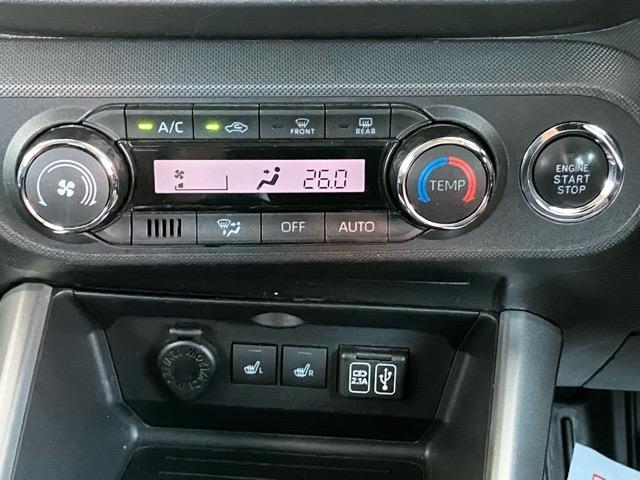 A/C
FRONT
REAR
26.0
TEMP
ENGINE
START
STOP
OFF
AUTO
L
R
2.1A